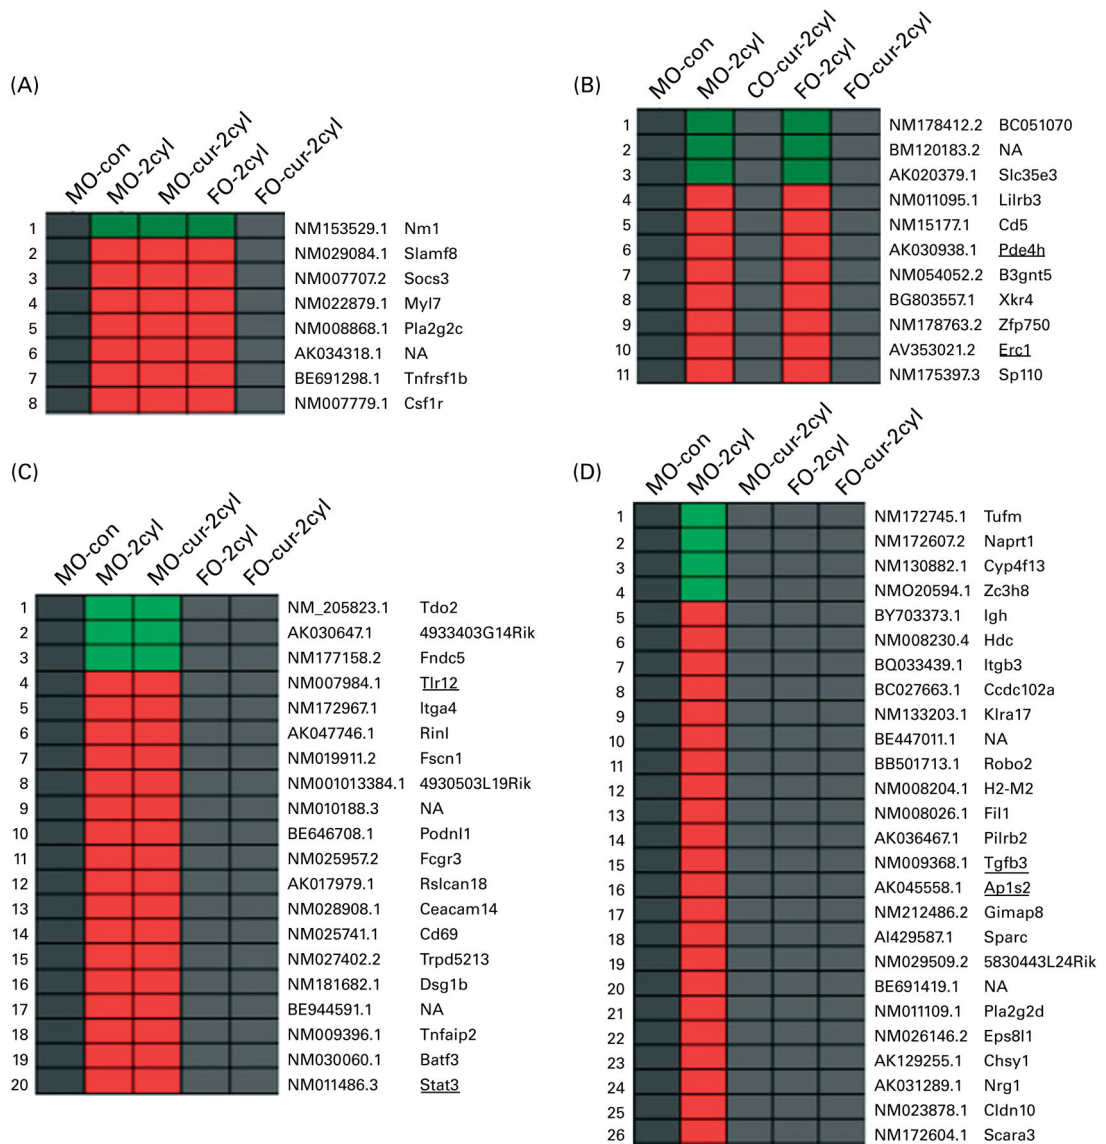 (A)
MO-con
MO-2cyl
MO-cur-2cyl
FO-2cyl
FO-cur-2cyl
1 NM153529.1 Nm1
2 NM029084.1 Slamf8
3 NM007707.2 Socs3
4 NM022879.1 Myl7
5 NM008868.1 Pla2g2c
6 AK034318.1 NA
7 BE691298.1 Tnfrsf1b
8 NM007779.1 Csf1r
(B)
MO-con
MO-2cyl
CO-cur-2cyl
FO-2cyl
FO-cur-2cyl
1 NM178412.2 BC051070
2 BM120183.2 NA
3 AK020379.1 Slc35e3
4 NM011095.1 Lilrb3
5 NM15177.1 Cd5
6 AK030938.1 Pde4h
7 NM054052.2 B3gnt5
8 BG803557.1 Xkr4
9 NM178763.2 Zfp750
10 AV353021.2 Erc1
11 NM175397.3 Sp110
(C)
MO-con
MO-2cyl
MO-cur-2cyl
FO-2cyl
FO-cur-2cyl
1 NM_205823.1 Tdo2
2 AK030647.1 4933403G14Rik
3 NM177158.2 Fndc5
4 NM007984.1 Tlr12
5 NM172967.1 Itga4
6 AK047746.1 Rinl
7 NM019911.2 Fscn1
8 NM001013384.1 4930503L19Rik
9 NM010188.3 NA
10 BE646708.1 Podnl1
11 NM025957.2 Fcgr3
12 AK017979.1 Rslcan18
13 NM028908.1 Ceacam14
14 NM025741.1 Cd69
15 NM027402.2 Trpd5213
16 NM181682.1 Dsg1b
17 BE944591.1 NA
18 NM009396.1 Tnfaip2
19 NM030060.1 Batf3
20 NM011486.3 Stat3
(D)
MO-con
MO-2cyl
MO-cur-2cyl
FO-2cyl
FO-cur-2cyl
1 NM172745.1 Tufm
2 NM172607.2 Naprt1
3 NM130882.1 Cyp4f13
4 NMO20594.1 Zc3h8
5 BY703373.1 Igh
6 NM008230.4 Hdc
7 BQ033439.1 Itgb3
8 BC027663.1 Ccdc102a
9 NM133203.1 Klra17
10 BE447011.1 NA
11 BB501713.1 Robo2
12 NM008204.1 H2-M2
13 NM008026.1 Fil1
14 AK036467.1 Pilrb2
15 NM009368.1 Tgfb3
16 AK045558.1 Ap1s2
17 NM212486.2 Gimap8
18 AI429587.1 Sparc
19 NM029509.2 5830443L24Rik
20 BE691419.1 NA
21 NM011109.1 Pla2g2d
22 NM026146.2 Eps8l1
23 AK129255.1 Chsy1
24 AK031289.1 Nrg1
25 NM023878.1 Cldn10
26 NM172604.1 Scara3